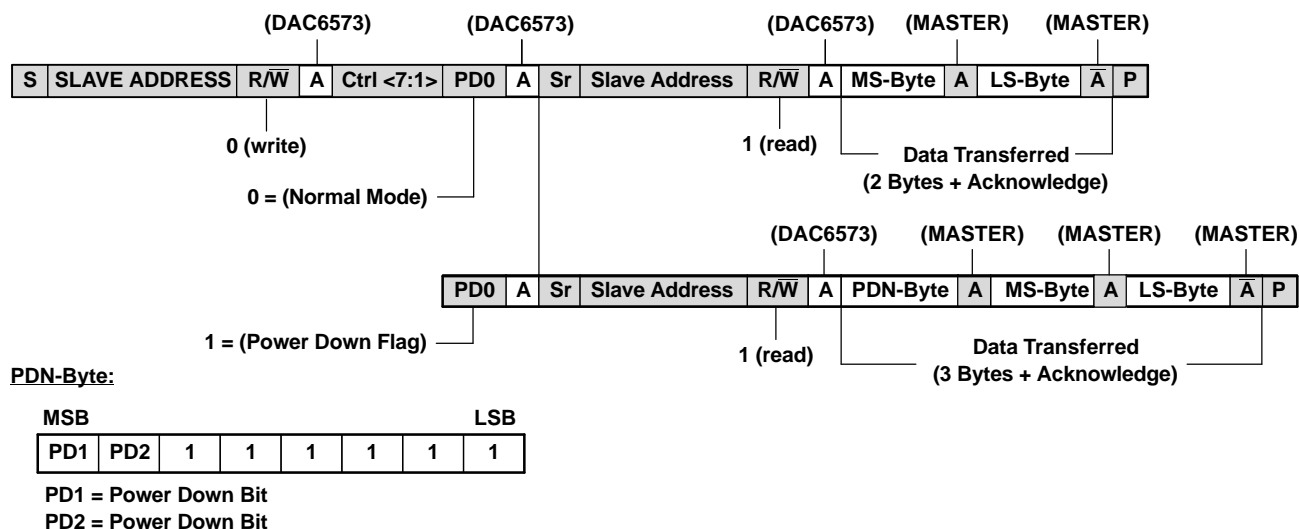 (DAC6573) (DAC6573) (DAC6573) (MASTER) (MASTER)
S SLAVE ADDRESS R/W̅ A Ctrl <7:1> PD0 A Sr Slave Address R/W̅ A MS-Byte A LS-Byte A̅ P
0 (write) 1 (read) Data Transferred
(2 Bytes + Acknowledge)
0 = (Normal Mode)
(DAC6573) (MASTER) (MASTER) (MASTER)
PD0 A Sr Slave Address R/W̅ A PDN-Byte A MS-Byte A LS-Byte A̅ P
1 = (Power Down Flag) 1 (read) Data Transferred
(3 Bytes + Acknowledge)
PDN-Byte:
MSB LSB
PD1 PD2 1 1 1 1 1 1
PD1 = Power Down Bit
PD2 = Power Down Bit